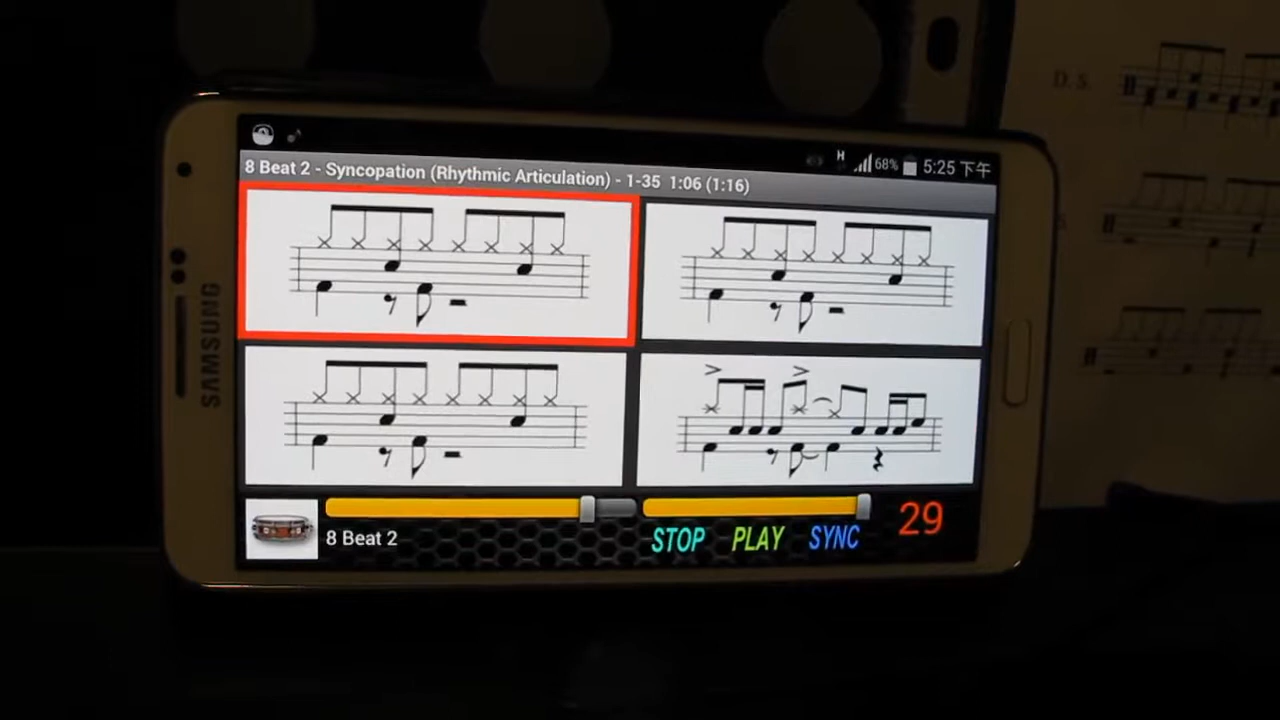 H 68% 5:25 下午
8 Beat 2 - Syncopation (Rhythmic Articulation) - 1-35 1:06 (1:16)
D. S.
SAMSUNG
8 Beat 2
STOP PLAY SYNC 29